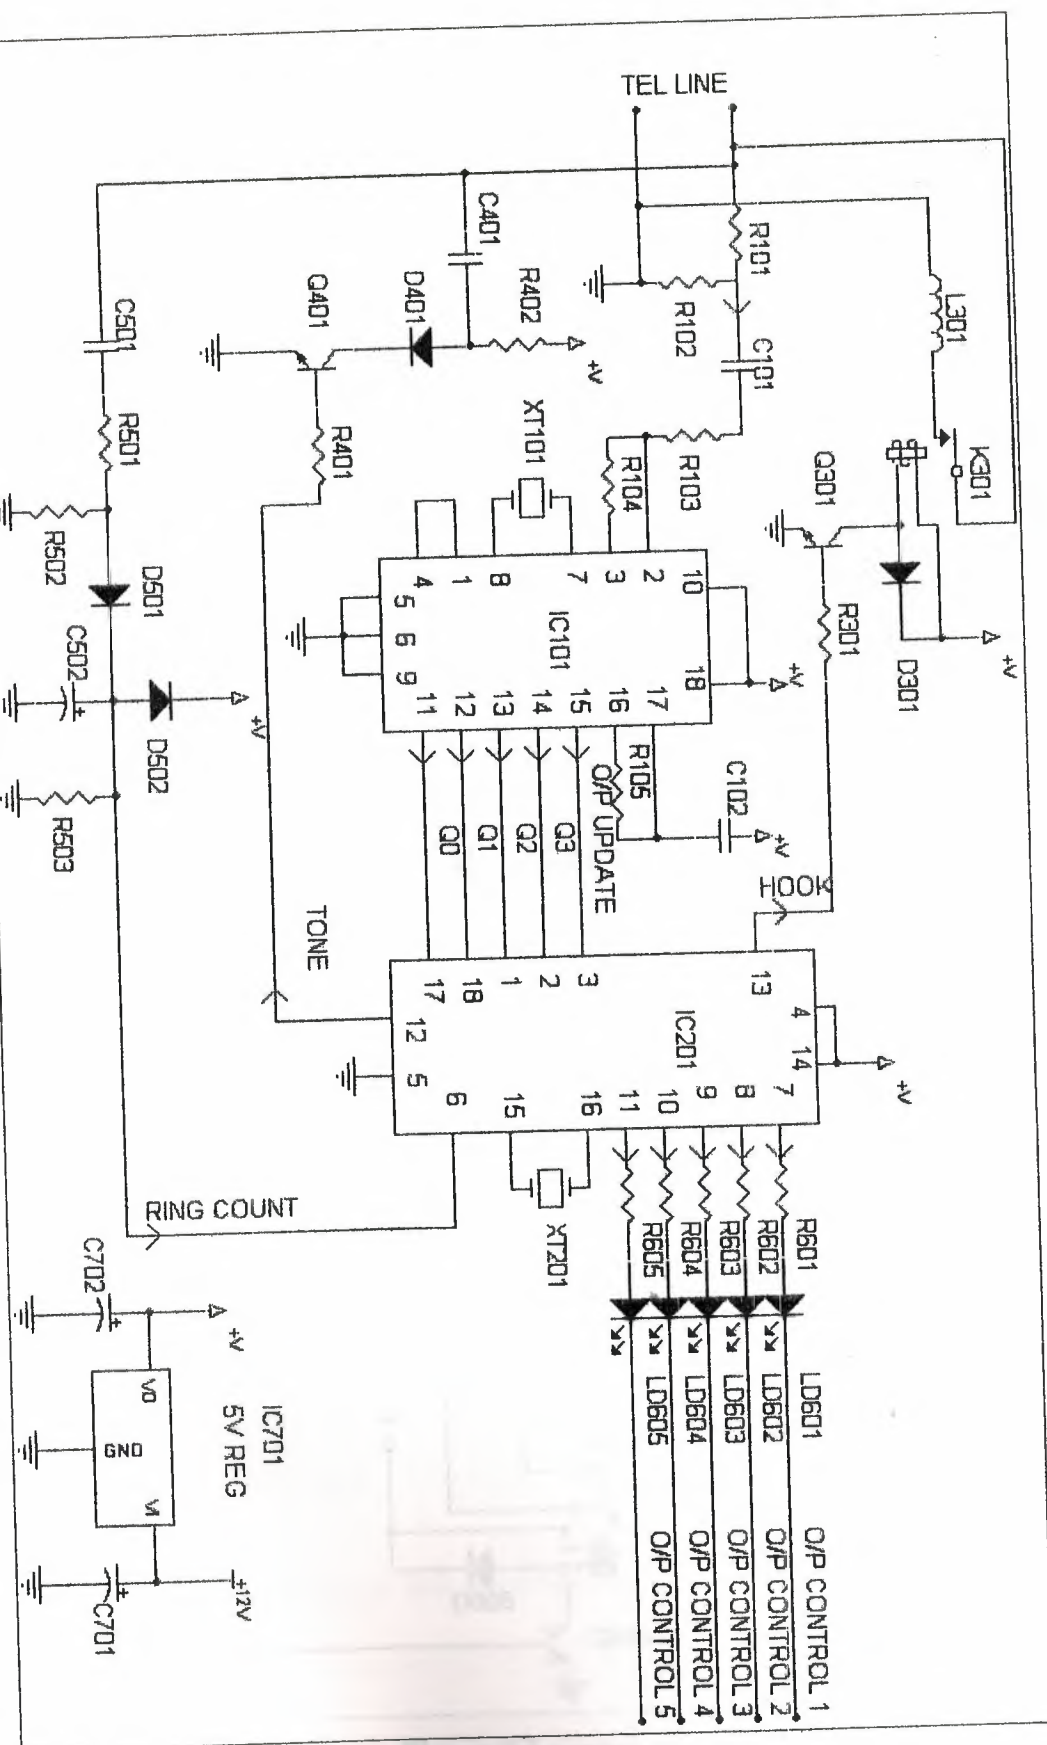 TEL LINE
R101
R102
C101
L301
K301
C401
R402
+V
D401
Q401
R401
C501
R501
R502
D501
C502
D502
+V
R503
XT101
R103
R104
Q301
R301
D301
+V
IC101
4
1
8
7
3
2
10
5
6
9
18
11
12
13
14
15
16
17
+V
R105
C102
+V
O/P UPDATE
Q0
Q1
Q2
Q3
HOOK
TONE
IC201
17
18
1
2
3
13
4
14
12
5
6
15
16
11
10
9
8
7
+V
RING COUNT
XT201
R601
R602
R603
R604
R605
LD601
LD602
LD603
LD604
LD605
O/P CONTROL 1
O/P CONTROL 2
O/P CONTROL 3
O/P CONTROL 4
O/P CONTROL 5
C702
+V
VO
GND
VI
IC701
5V REG
+12V
C701